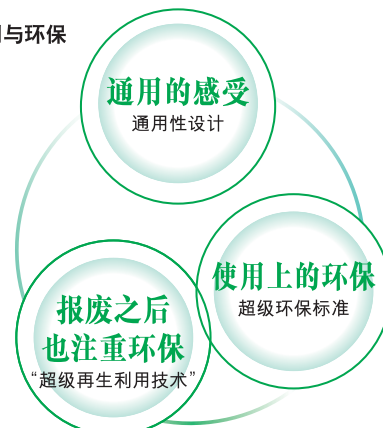 与环保
通用的感受
通用性设计
使用上的环保
超级环保标准
报废之后
也注重环保
“超级再生利用技术”